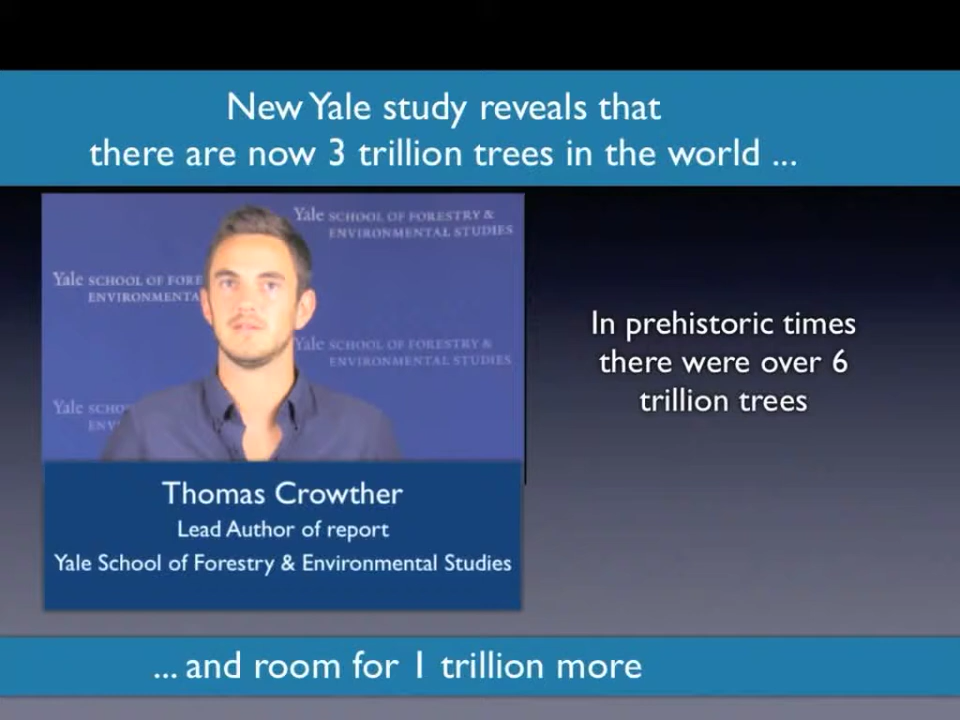 New Yale study reveals that
there are now 3 trillion trees in the world ...
Yale SCHOOL OF FORESTRY &
ENVIRONMENTAL STUDIES
Yale SCHOOL OF FORE
ENVIRONMENTA
Yale SCHOOL OF FORESTRY &
ENVIRONMENTAL STUDIES
Yale SCHO
ENV
In prehistoric times
there were over 6
trillion trees
Thomas Crowther
Lead Author of report
Yale School of Forestry & Environmental Studies
... and room for 1 trillion more